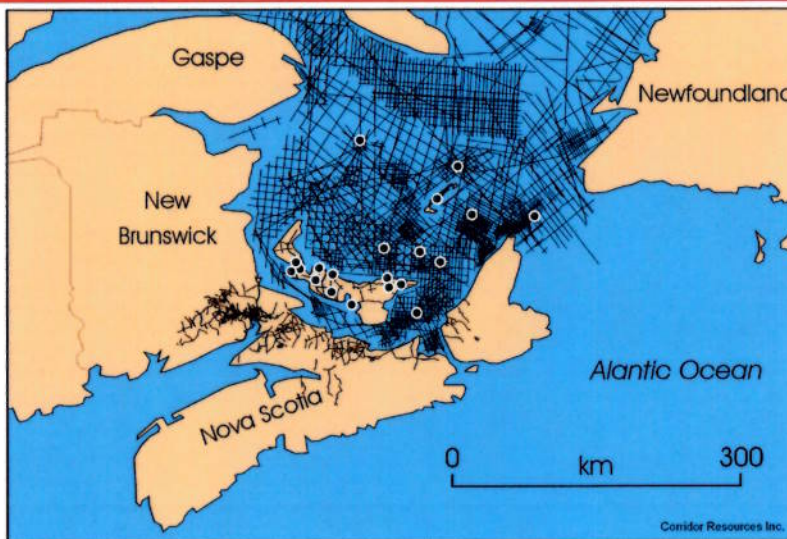 Gaspe
Newfoundland
New
Brunswick
Alantic Ocean
Nova Scotia
0 km 300
Corridor Resources Inc.